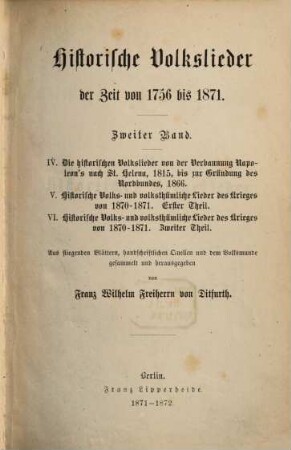 Historische Volkslieder
der Zeit von 1756 bis 1871.
Zweiter Band.
IV. Die historischen Volkslieder von der Verbannung Napo-
leon's nach St. Helena, 1815, bis zur Gründung des
Nordbundes, 1866.
V. Historische Volks- und volksthümliche Lieder des Krieges
von 1870-1871. Erster Theil.
VI. Historische Volks- und volksthümliche Lieder des Krieges
von 1870-1871. Zweiter Theil.
Aus fliegenden Blättern, handschriftlichen Quellen und dem Volksmunde
gesammelt und herausgegeben
von
Franz Wilhelm Freiherrn von Ditfurth.
Berlin.
Franz Lipperheide
1871-1872.